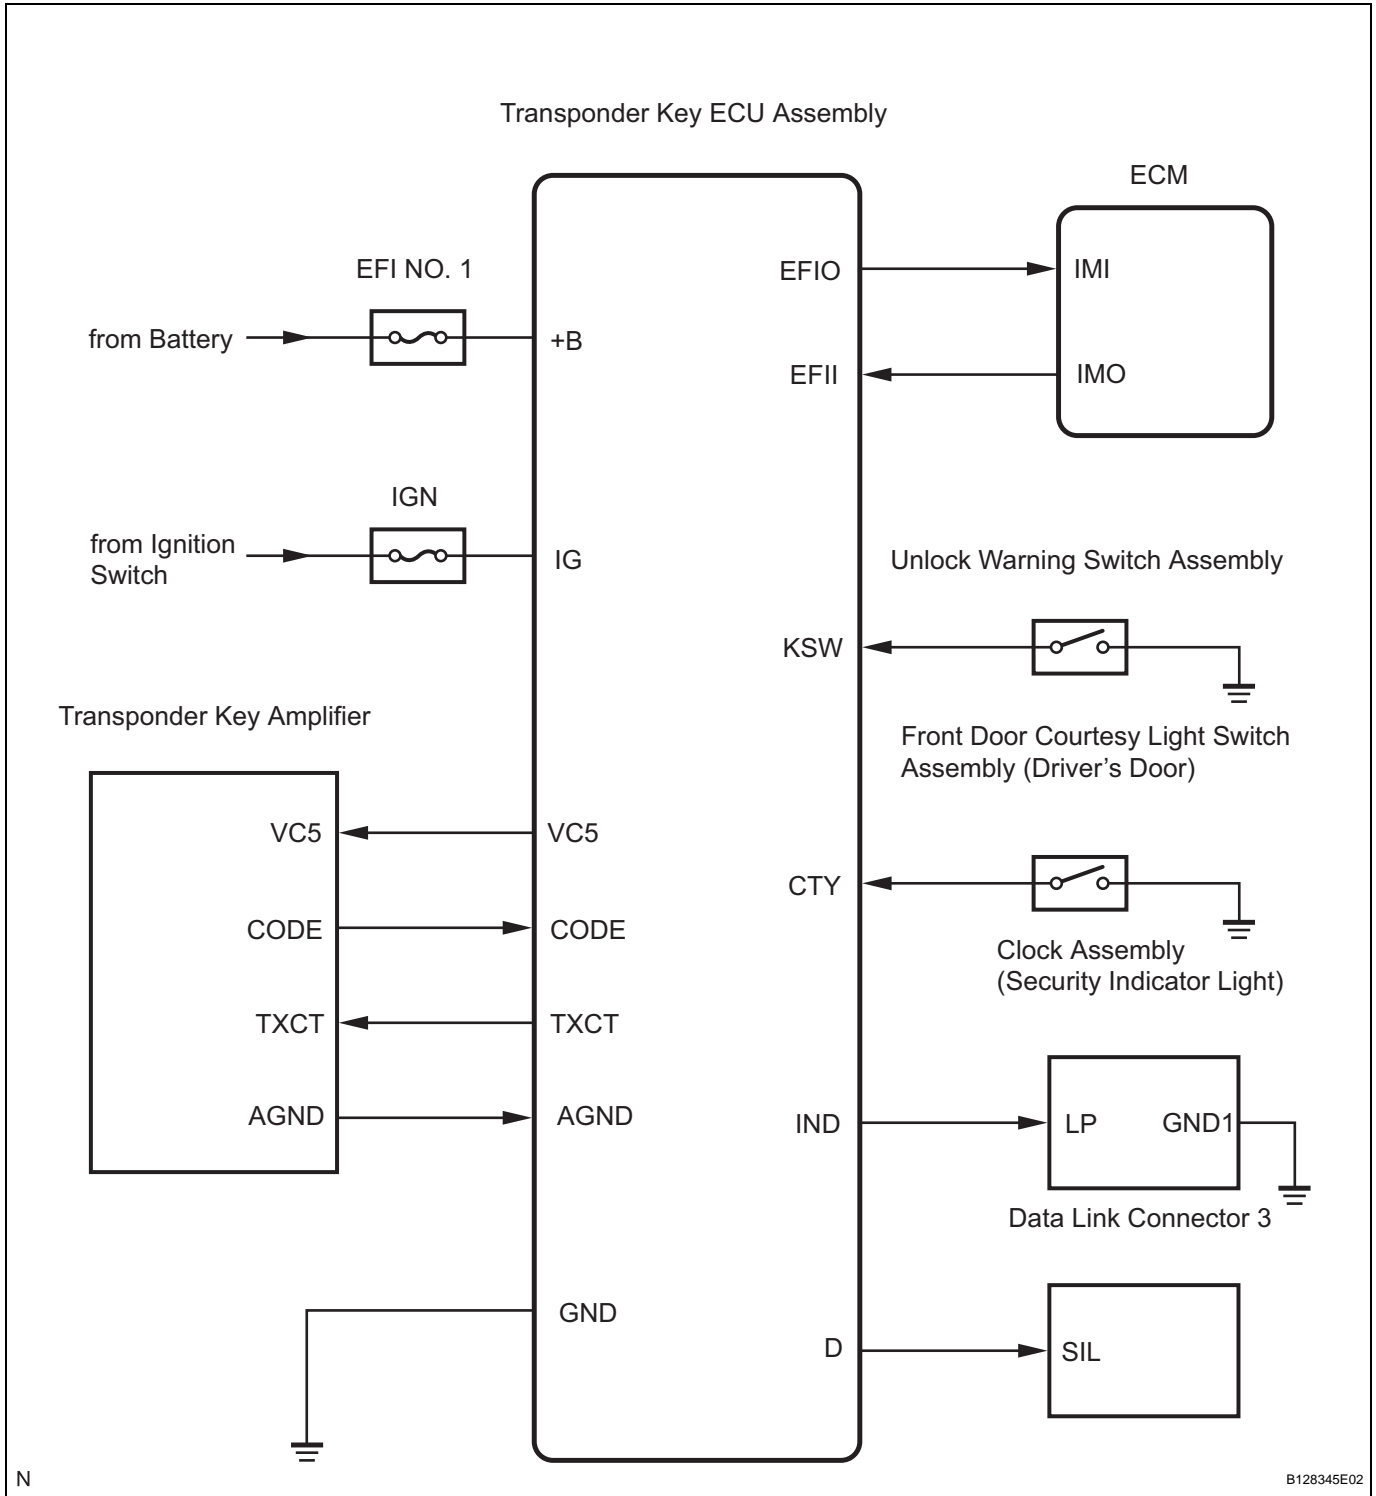 Transponder Key ECU Assembly
ECM
EFI NO. 1
EFIO
IMI
from Battery
+B
EFII
IMO
IGN
from Ignition
Switch
IG
Unlock Warning Switch Assembly
KSW
Transponder Key Amplifier
Front Door Courtesy Light Switch
Assembly (Driver’s Door)
VC5
VC5
CTY
CODE
CODE
Clock Assembly
(Security Indicator Light)
TXCT
TXCT
AGND
AGND
IND
LP
GND1
Data Link Connector 3
GND
D
SIL
N
B128345E02